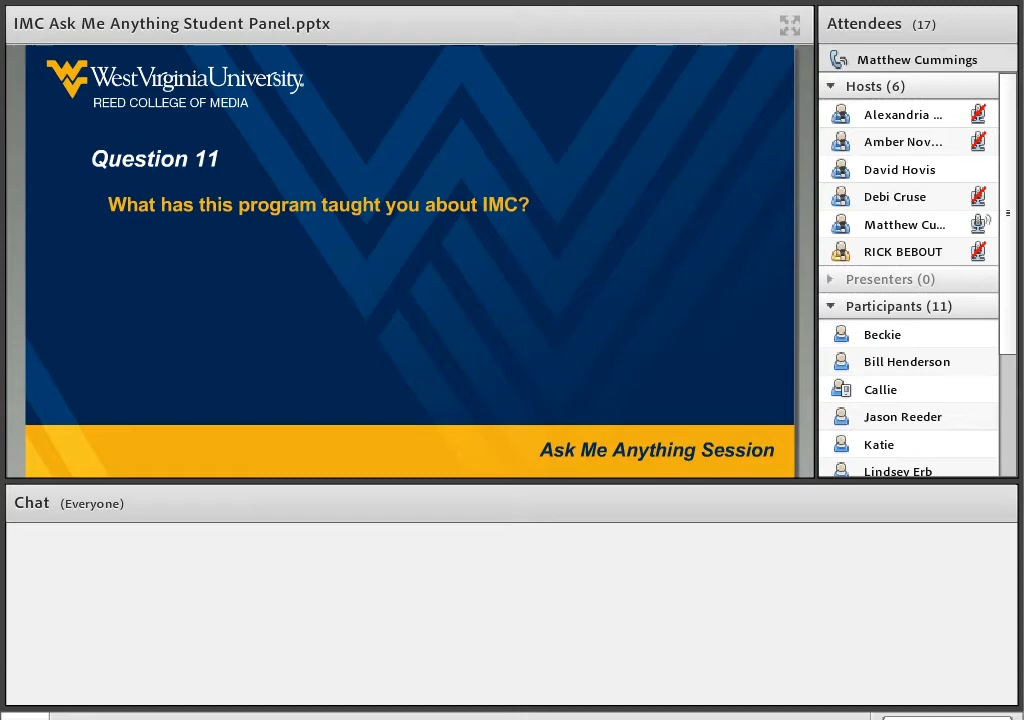 IMC Ask Me Anything Student Panel.pptx
West Virginia University.
REED COLLEGE OF MEDIA
Question 11
What has this program taught you about IMC?
Ask Me Anything Session
Attendees (17)
Matthew Cummings
Hosts (6)
Alexandria ...
Amber Nov...
David Hovis
Debi Cruse
Matthew Cu...
RICK BEBOUT
Presenters (0)
Participants (11)
Beckie
Bill Henderson
Callie
Jason Reeder
Katie
Lindsey Erb
Chat (Everyone)